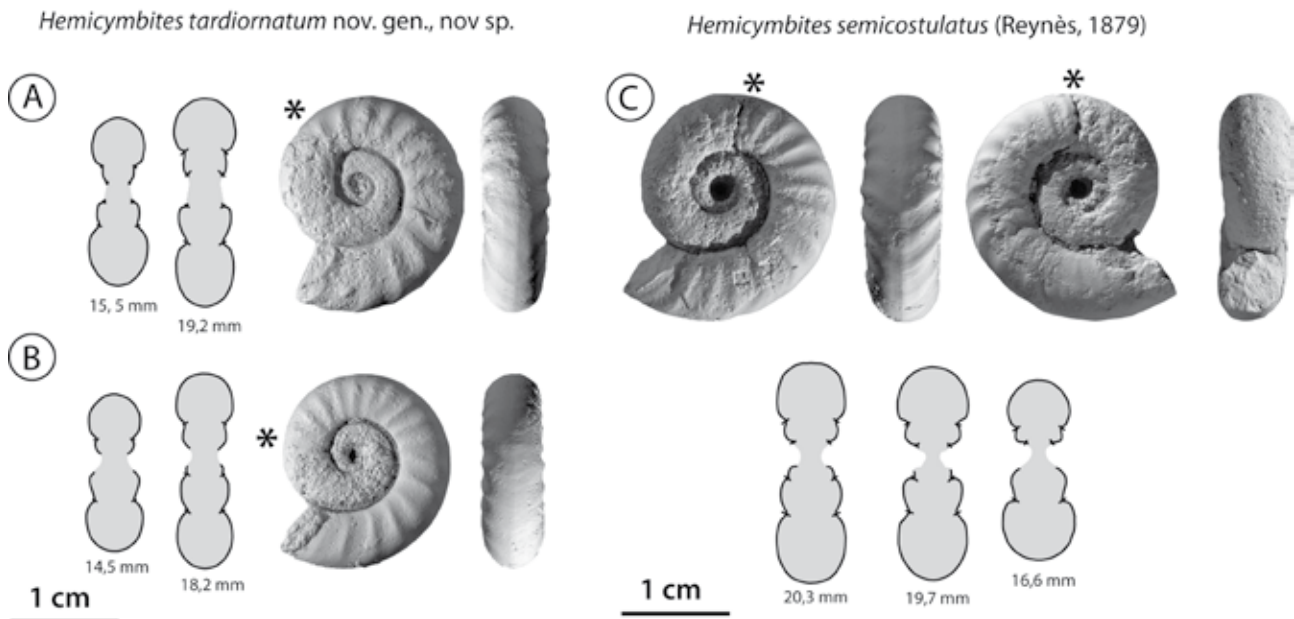 Hemicymbites tardiornatum nov. gen., nov sp.
Hemicymbites semicostulatus (Reynès, 1879)
A
*
15, 5 mm
19,2 mm
B
*
14,5 mm
18,2 mm
1 cm
C
*
*
20,3 mm
19,7 mm
16,6 mm
1 cm